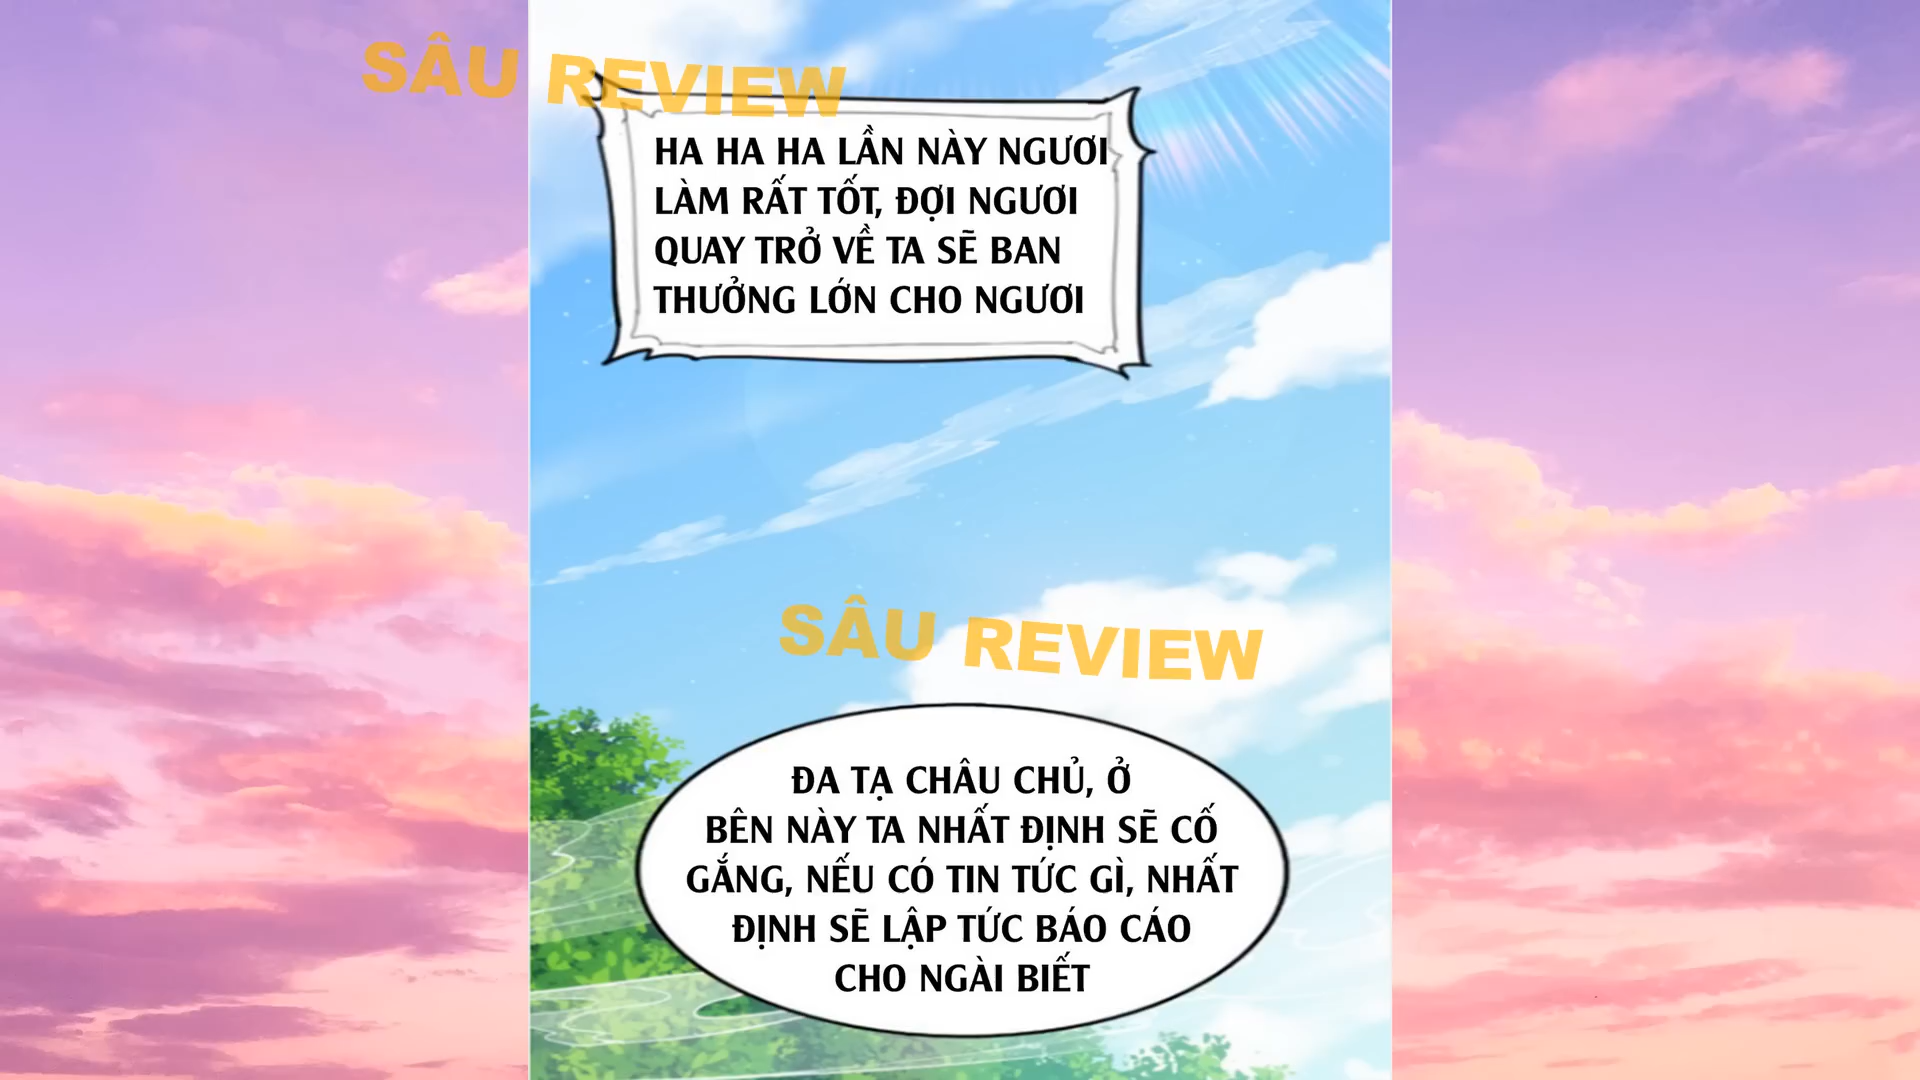 SÂU REVIEW
HA HA HA LẦN NÀY NGƯƠI
LÀM RẤT TỐT, ĐỢI NGƯƠI
QUAY TRỞ VỀ TA SẼ BAN
THƯỞNG LỚN CHO NGƯƠI
SÂU REVIEW
ĐA TẠ CHÂU CHỦ, Ở
BÊN NÀY TA NHẤT ĐỊNH SẼ CỐ
GẮNG, NẾU CÓ TIN TỨC GÌ, NHẤT
ĐỊNH SẼ LẬP TỨC BÁO CÁO
CHO NGÀI BIẾT